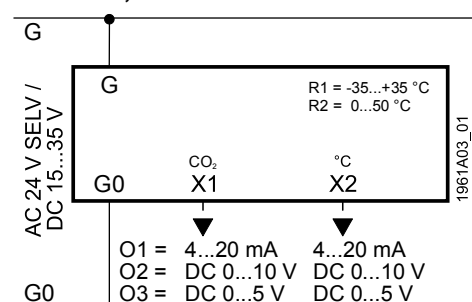 G
AC 24 V SELV /
DC 15...35 V
G
R1 = -35...+35 °C
R2 = 0...50 °C
CO₂
°C
G0
X1
X2
1961A03_01
O1 = 4...20 mA 4...20 mA
O2 = DC 0...10 V DC 0...10 V
G0
O3 = DC 0...5 V DC 0...5 V